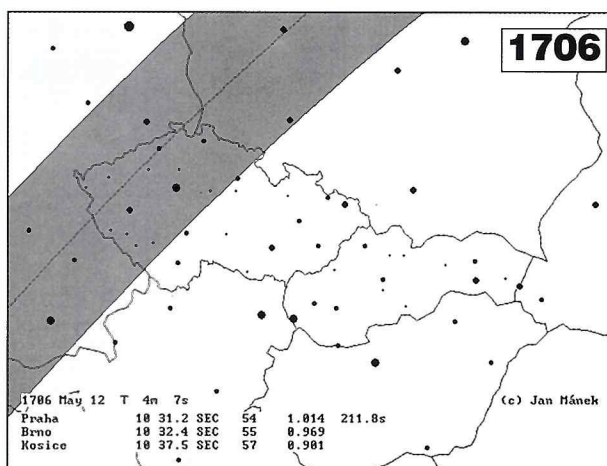 1706
1706 May 12 T 4m 7s
(c) Jan Mánek
Praha 10 31.2 SEC 54 1.014 211.8s
Brno 10 32.4 SEC 55 0.969
Kosice 10 37.5 SEC 57 0.901